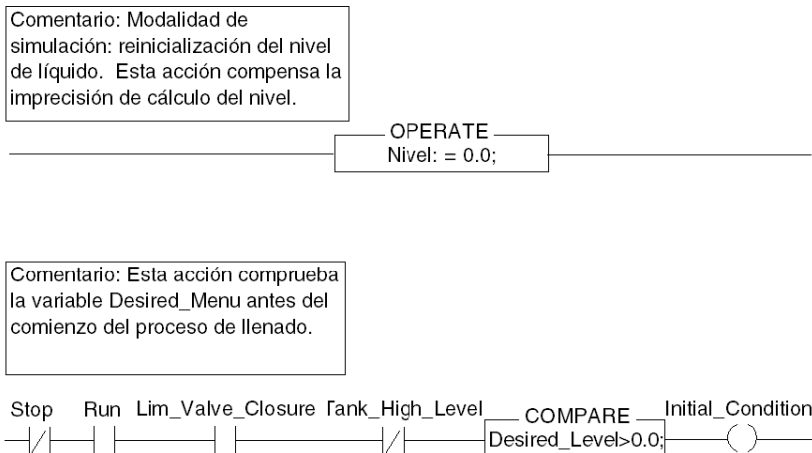 Comentario: Modalidad de
simulación: reinicialización del nivel
de líquido. Esta acción compensa la
imprecisión de cálculo del nivel.
OPERATE
Nivel: = 0.0;
Comentario: Esta acción comprueba
la variable Desired_Menu antes del
comienzo del proceso de llenado.
Stop Run Lim_Valve_Closure Tank_High_Level COMPARE Initial_Condition
Desired_Level>0.0;